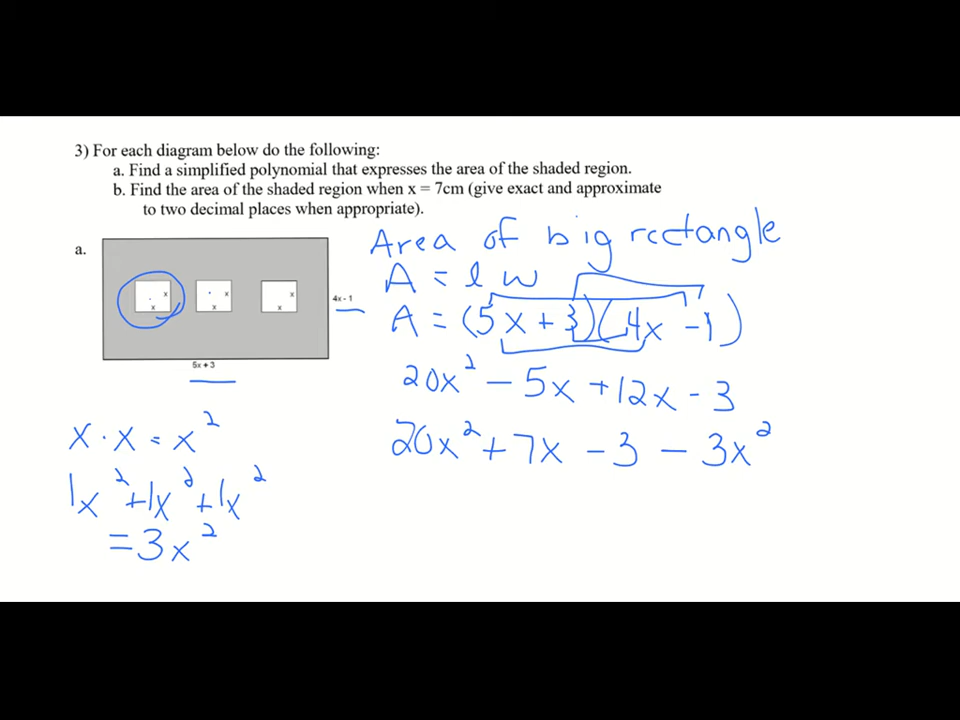 3) For each diagram below do the following:
a. Find a simplified polynomial that expresses the area of the shaded region.
b. Find the area of the shaded region when x = 7cm (give exact and approximate
to two decimal places when appropriate).
a.
x
x
x
x
x
x
4x - 1
5x + 3
Area of big rectangle
A = l w
A = (5x + 3)(4x - 1)
20x² - 5x + 12x - 3
20x² + 7x - 3 - 3x²
x · x = x²
1x² + 1x² + 1x²
= 3x²